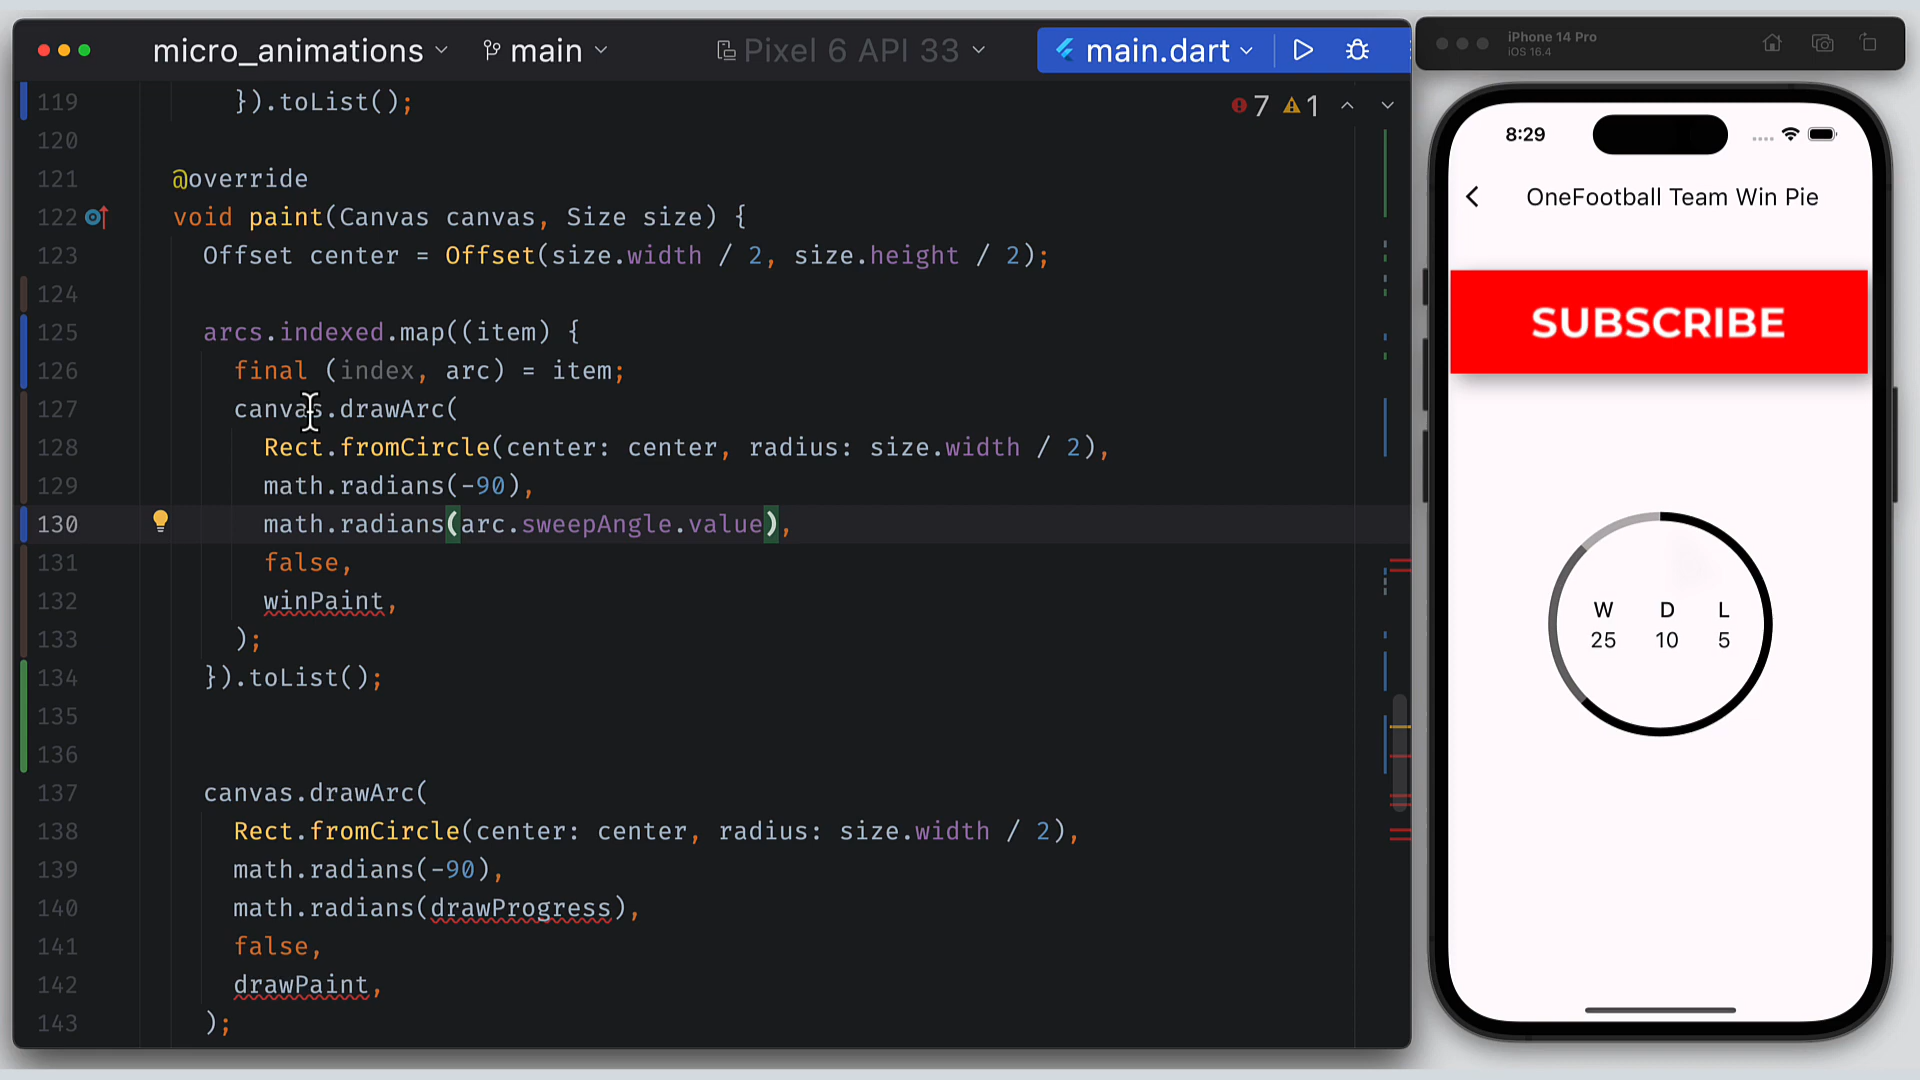 micro_animations
main
Pixel 6 API 33
main.dart
7
1
119 }).toList();
120
121 @override
122 void paint(Canvas canvas, Size size) {
123 Offset center = Offset(size.width / 2, size.height / 2);
124
125 arcs.indexed.map((item) {
126 final (index, arc) = item;
127 canvas.drawArc(
128 Rect.fromCircle(center: center, radius: size.width / 2),
129 math.radians(-90),
130 math.radians(arc.sweepAngle.value),
131 false,
132 winPaint,
133 );
134 }).toList();
135
136
137 canvas.drawArc(
138 Rect.fromCircle(center: center, radius: size.width / 2),
139 math.radians(-90),
140 math.radians(drawProgress),
141 false,
142 drawPaint,
143 );
iPhone 14 Pro
iOS 16.4
8:29
OneFootball Team Win Pie
SUBSCRIBE
W D L
25 10 5